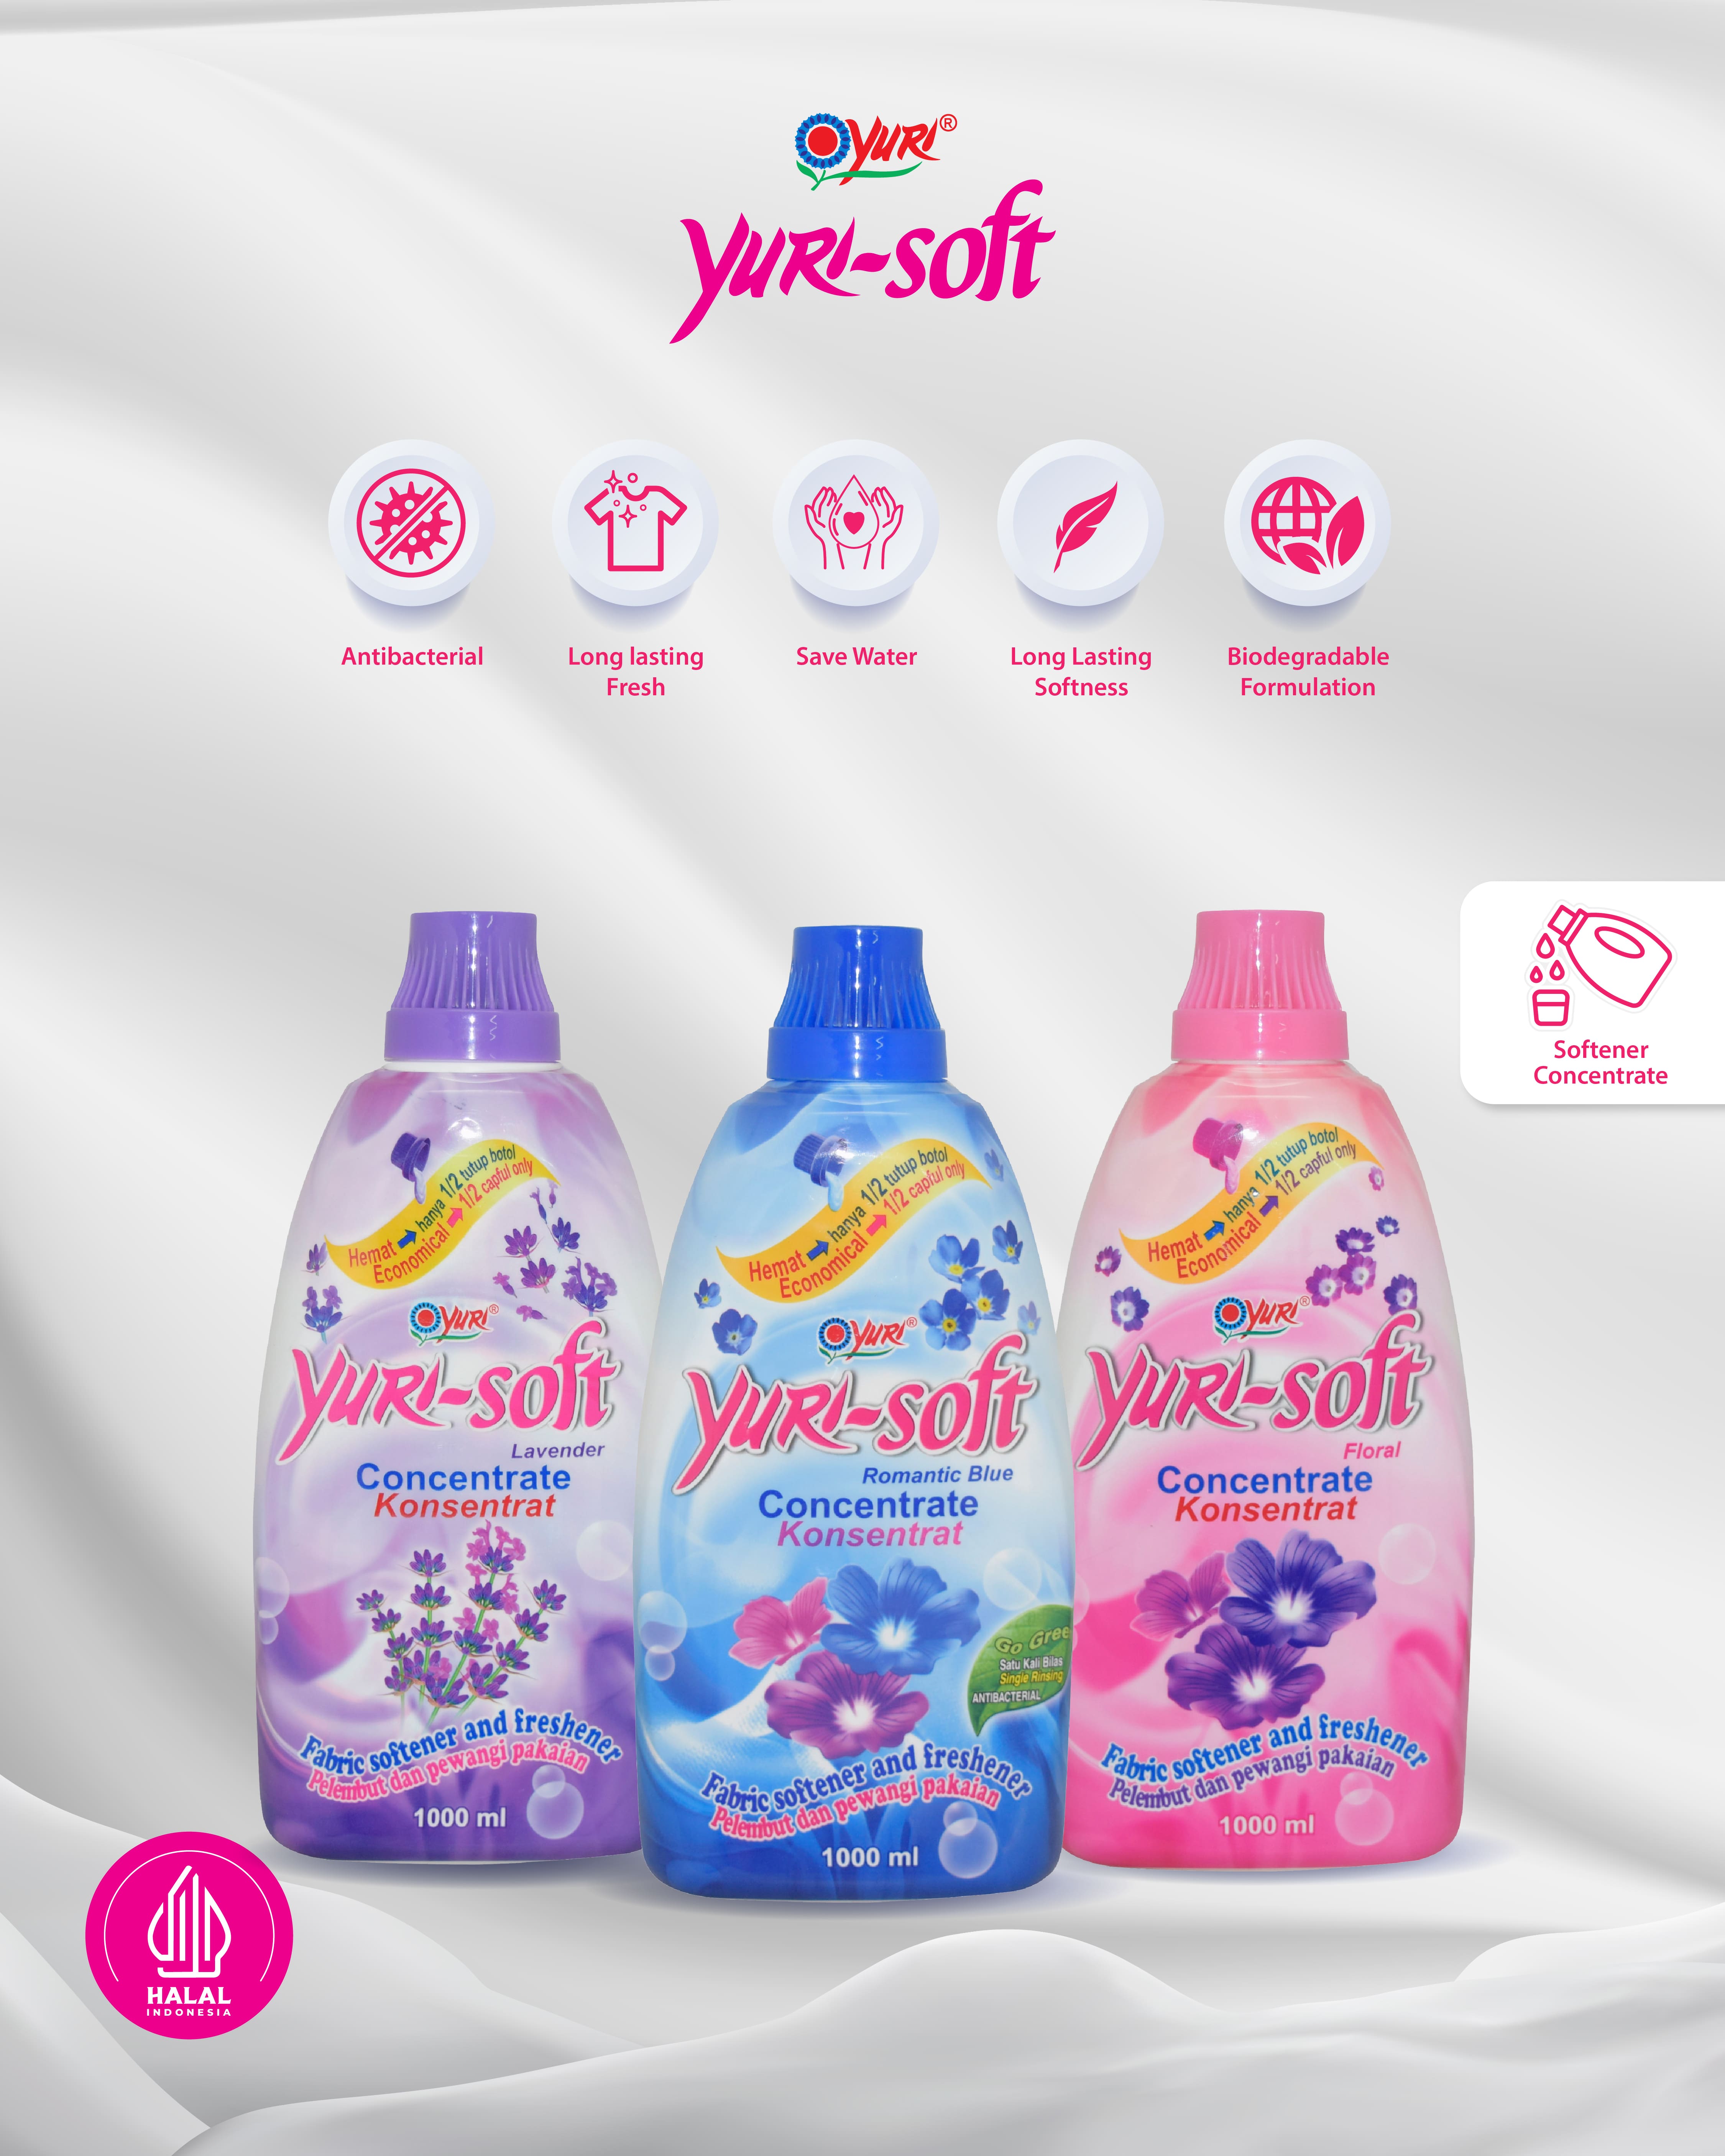 YURI®
YURI-soft
Antibacterial
Long lasting
Fresh
Save Water
Long Lasting
Softness
Biodegradable
Formulation
Softener
Concentrate
Hemat hanya 1/2 tutup botol
Economical 1/2 capful only
YURI®
YURI-soft
Lavender
Concentrate
Konsentrat
Fabric softener and freshener
Pelembut dan pewangi pakaian
1000 ml
Hemat hanya 1/2 tutup botol
Economical 1/2 capful only
YURI®
YURI-soft
Romantic Blue
Concentrate
Konsentrat
Go Gree
Satu Kali Bilas
Single Rinsing
ANTIBACTERIAL
Fabric softener and freshener
Pelembut dan pewangi pakaian
1000 ml
Hemat hanya 1/2 tutup botol
Economical 1/2 capful only
YURI®
YURI-soft
Floral
Concentrate
Konsentrat
Fabric softener and freshener
Pelembut dan pewangi pakaian
1000 ml
HALAL
INDONESIA